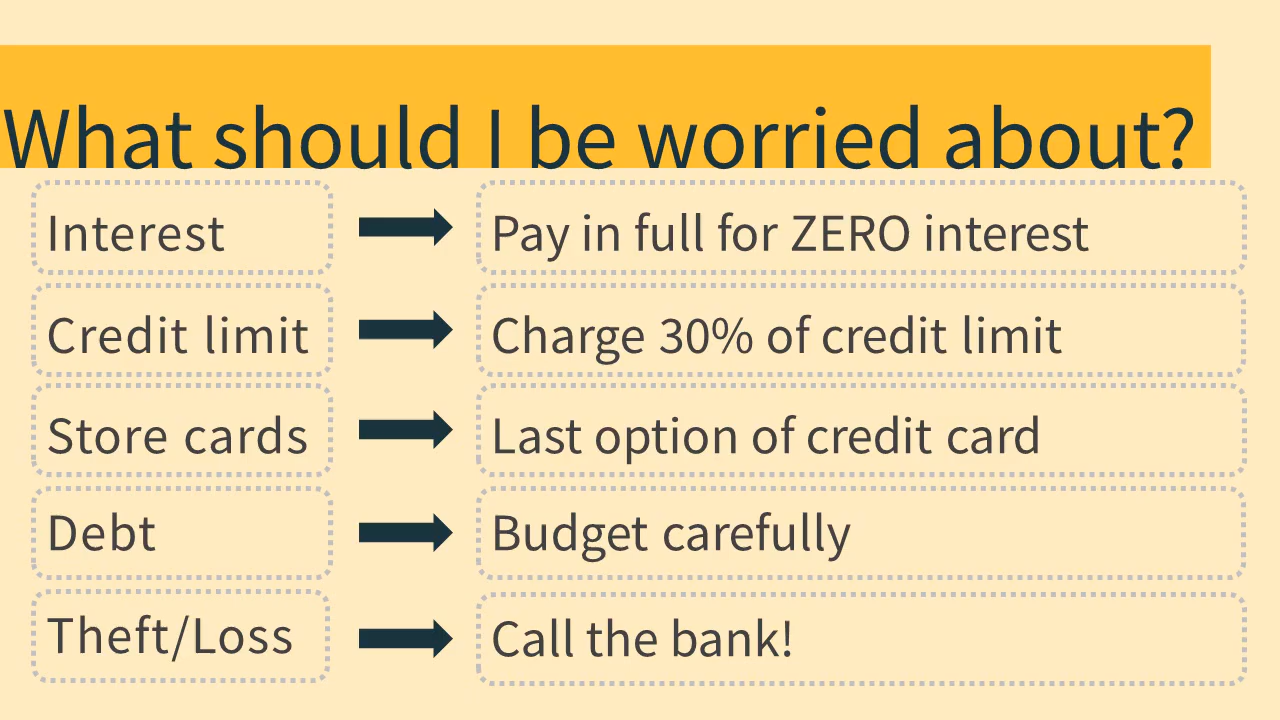 What should I be worried about?
Interest
Pay in full for ZERO interest
Credit limit
Charge 30% of credit limit
Store cards
Last option of credit card
Debt
Budget carefully
Theft/Loss
Call the bank!